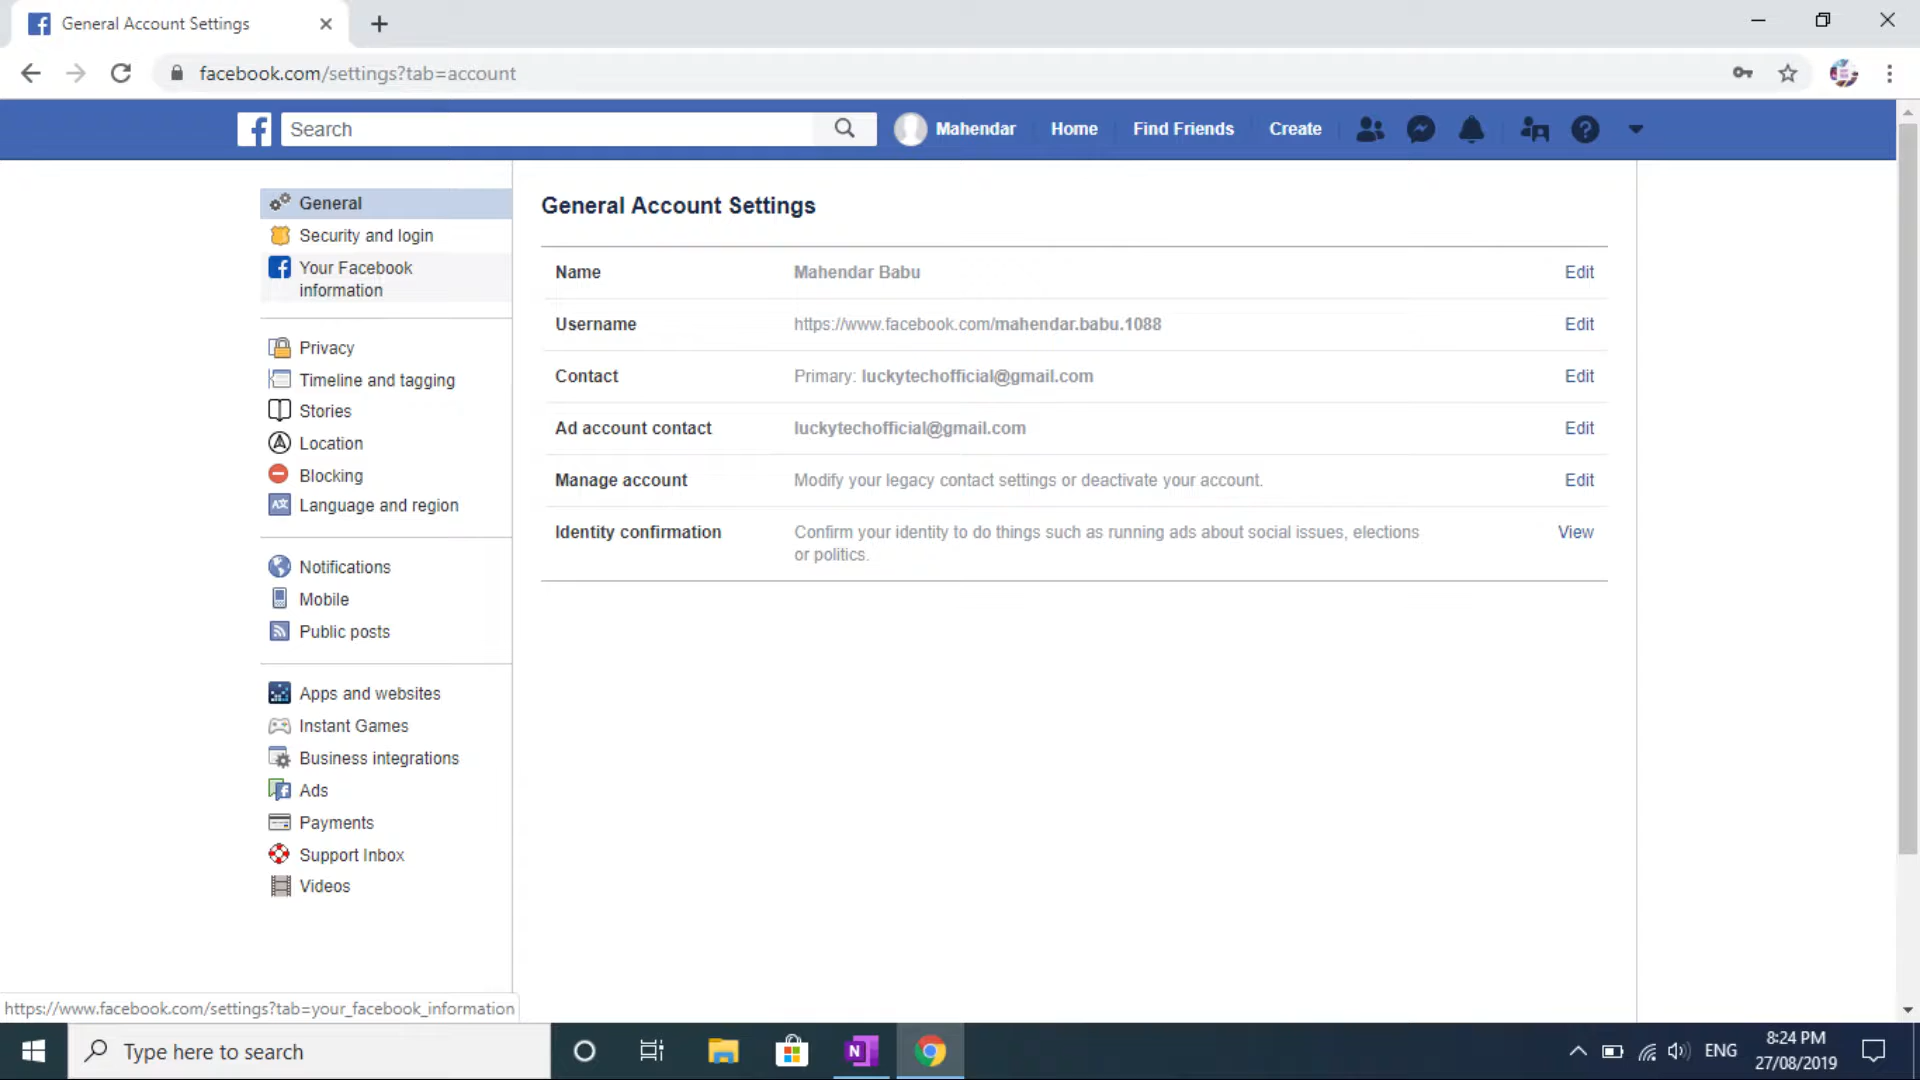 General Account Settings
facebook.com/settings?tab=account
Search
Mahendar
Home
Find Friends
Create
General
Security and login
Your Facebook
information
Privacy
Timeline and tagging
Stories
Location
Blocking
Language and region
Notifications
Mobile
Public posts
Apps and websites
Instant Games
Business integrations
Ads
Payments
Support Inbox
Videos
General Account Settings
Name Mahendar Babu Edit
Username https://www.facebook.com/mahendar.babu.1088 Edit
Contact Primary: luckytechofficial@gmail.com Edit
Ad account contact luckytechofficial@gmail.com Edit
Manage account Modify your legacy contact settings or deactivate your account. Edit
Identity confirmation Confirm your identity to do things such as running ads about social issues, elections View
or politics.
https://www.facebook.com/settings?tab=your_facebook_information
Type here to search
N
ENG
8:24 PM
27/08/2019